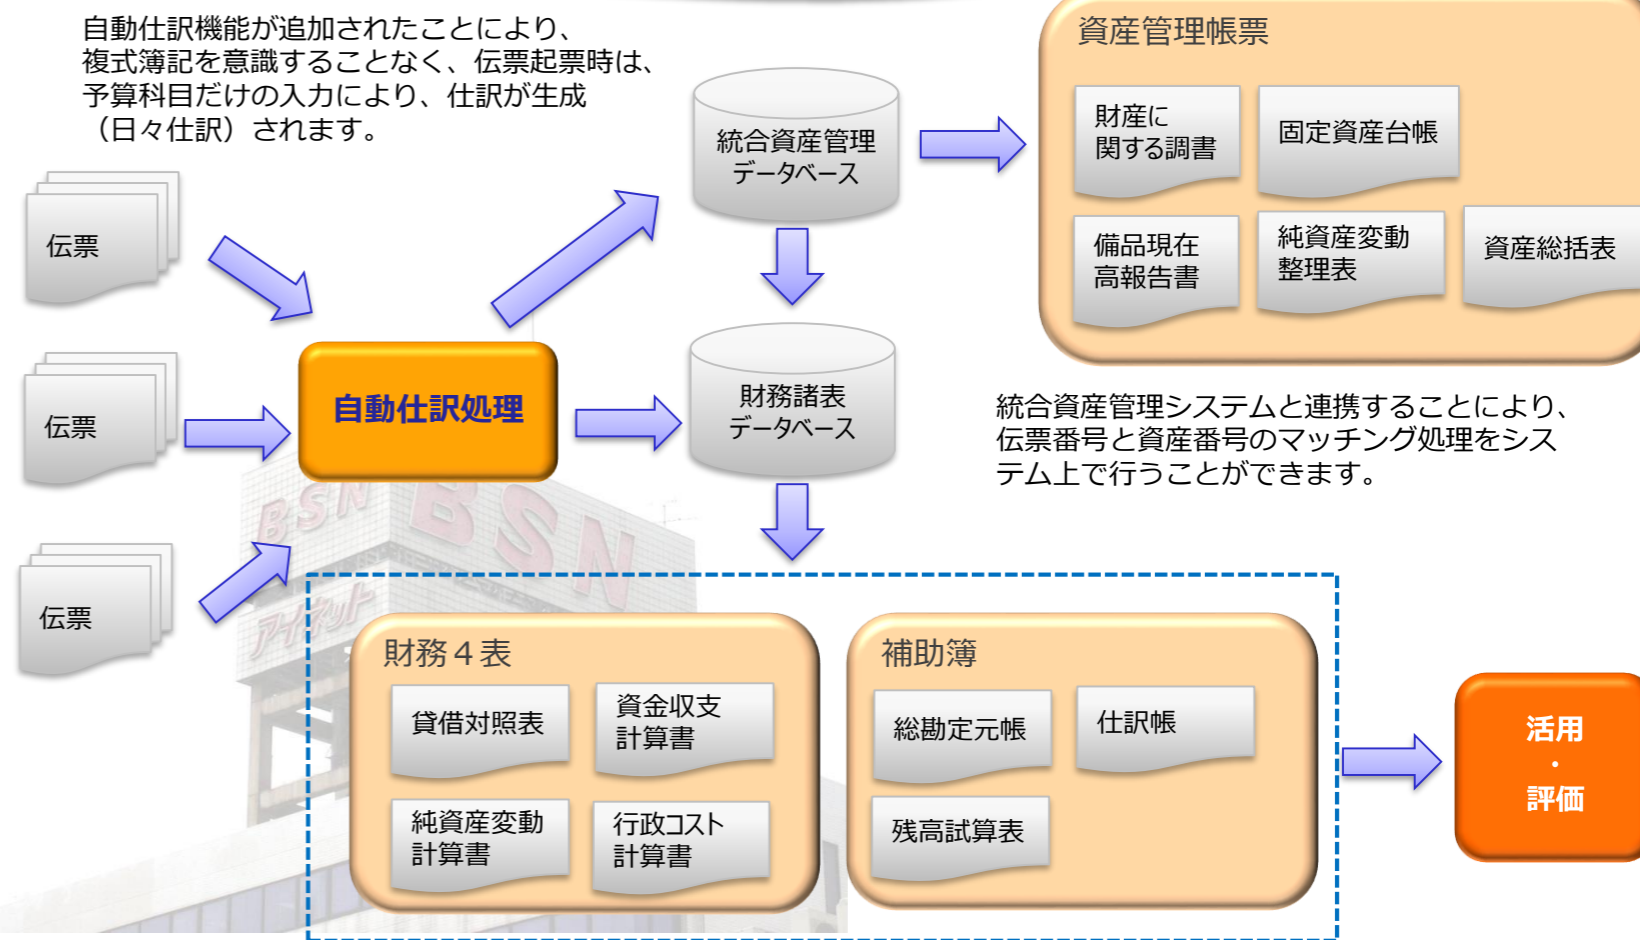 自動仕訳機能が追加されたことにより、
複式簿記を意識することなく、伝票起票時は、
予算科目だけの入力により、仕訳が生成
（日々仕訳）されます。
伝票
伝票
伝票
自動仕訳処理
統合資産管理
データベース
財務諸表
データベース
資産管理帳票
財産に
関する調書
固定資産台帳
備品現在
高報告書
純資産変動
整理表
資産総括表
統合資産管理システムと連携することにより、
伝票番号と資産番号のマッチング処理をシス
テム上で行うことができます。
BSN
BSN
アイネット
財務４表
貸借対照表
資金収支
計算書
純資産変動
計算書
行政コスト
計算書
補助簿
総勘定元帳
仕訳帳
残高試算表
活用
・
評価